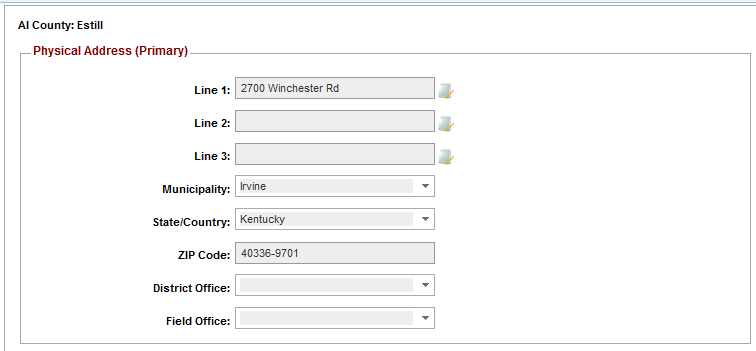 AI County: Estill
Physical Address (Primary)
Line 1: 2700 Winchester Rd
Line 2:
Line 3:
Municipality: Irvine
State/Country: Kentucky
ZIP Code: 40336-9701
District Office:
Field Office: